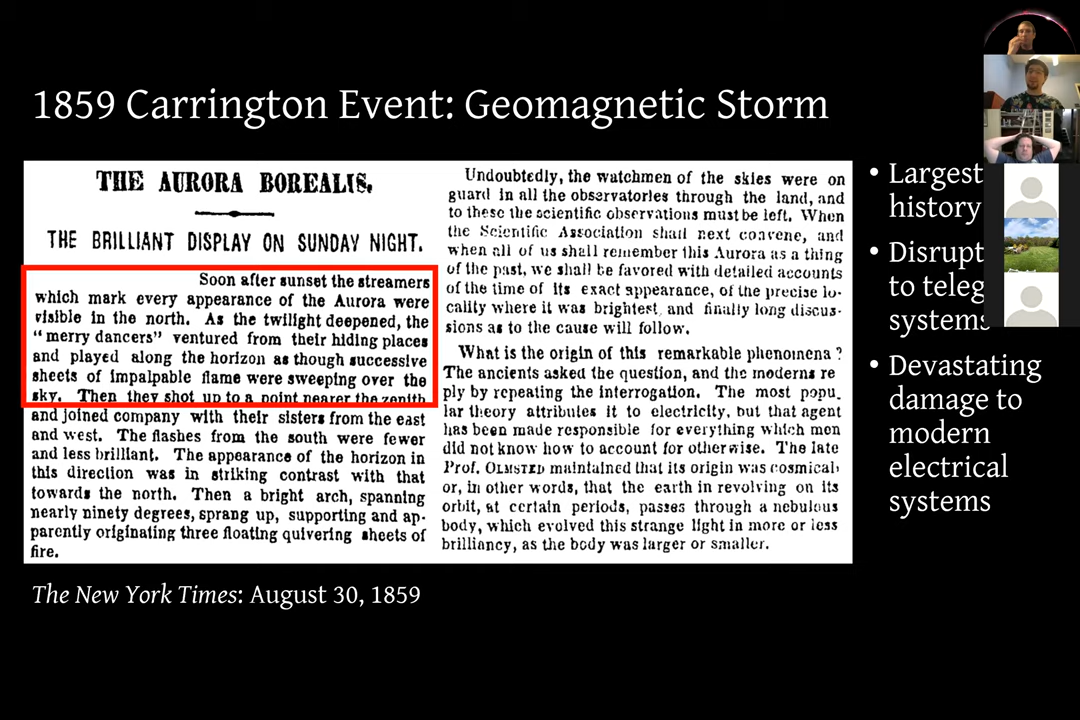 1859 Carrington Event: Geomagnetic Storm
THE AURORA BOREALIS.
THE BRILLIANT DISPLAY ON SUNDAY NIGHT.
Soon after sunset the streamers
which mark every appearance of the Aurora were
visible in the north. As the twilight deepened, the
"merry dancers" ventured from their hiding places
and played along the horizon as though successive
sheets of impalpable flame were sweeping over the
sky. Then they shot up to a point nearer the zenith
and joined company with their sisters from the east
and west. The flashes from the south were fewer
and less brilliant. The appearance of the horizon in
this direction was in striking contrast with that
towards the north. Then a bright arch, spanning
nearly ninety degrees, sprang up, supporting and ap-
parently originating three floating quivering sheets of
fire.
Undoubtedly, the watchmen of the skies were on
guard in all the observatories through the land, and
to these the scientific observations must be left. When
the Scientific Association shall next convene, and
when all of us shall remember this Aurora as a thing
of the past, we shall be favored with detailed accounts
of the time of its exact appearance, of the precise lo-
cality where it was brightest, and finally long discus-
sions as to the cause will follow.
What is the origin of this remarkable phenomena?
The ancients asked the question, and the moderns re
ply by repeating the interrogation. The most popu-
lar theory attributes it to electricity, but that agent
has been made responsible for everything which men
did not know how to account for otherwise. The late
Prof. OLMSTED maintained that its origin was cosmical;
or, in other words, that the earth in revolving on its
orbit, at certain periods, passes through a nebulous
body, which evolved this strange light in more or less
brilliancy, as the body was larger or smaller.
• Largest
history
• Disrupt
to teleg
systems
• Devastating
damage to
modern
electrical
systems
The New York Times: August 30, 1859